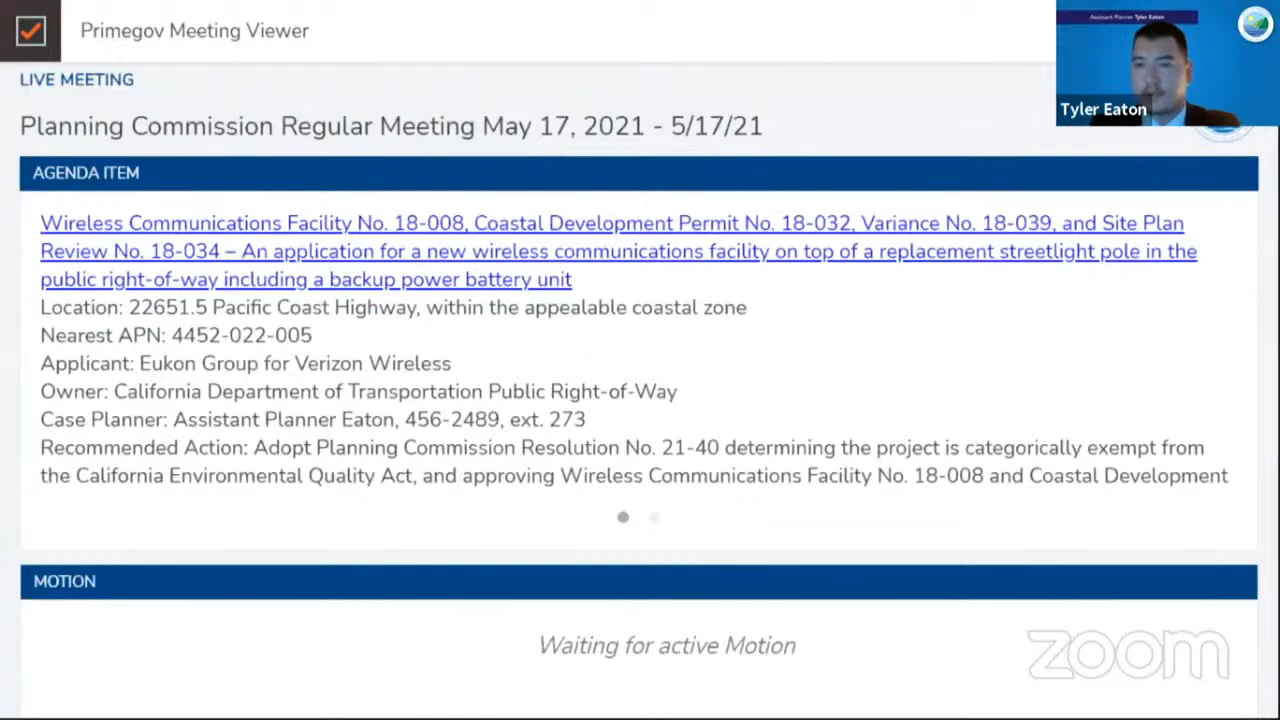 Primegov Meeting Viewer
Assistant Planner Tyler Eaton
Tyler Eaton
LIVE MEETING
Planning Commission Regular Meeting May 17, 2021 - 5/17/21
AGENDA ITEM
Wireless Communications Facility No. 18-008, Coastal Development Permit No. 18-032, Variance No. 18-039, and Site Plan
Review No. 18-034 – An application for a new wireless communications facility on top of a replacement streetlight pole in the
public right-of-way including a backup power battery unit
Location: 22651.5 Pacific Coast Highway, within the appealable coastal zone
Nearest APN: 4452-022-005
Applicant: Eukon Group for Verizon Wireless
Owner: California Department of Transportation Public Right-of-Way
Case Planner: Assistant Planner Eaton, 456-2489, ext. 273
Recommended Action: Adopt Planning Commission Resolution No. 21-40 determining the project is categorically exempt from
the California Environmental Quality Act, and approving Wireless Communications Facility No. 18-008 and Coastal Development
MOTION
Waiting for active Motion
zoom